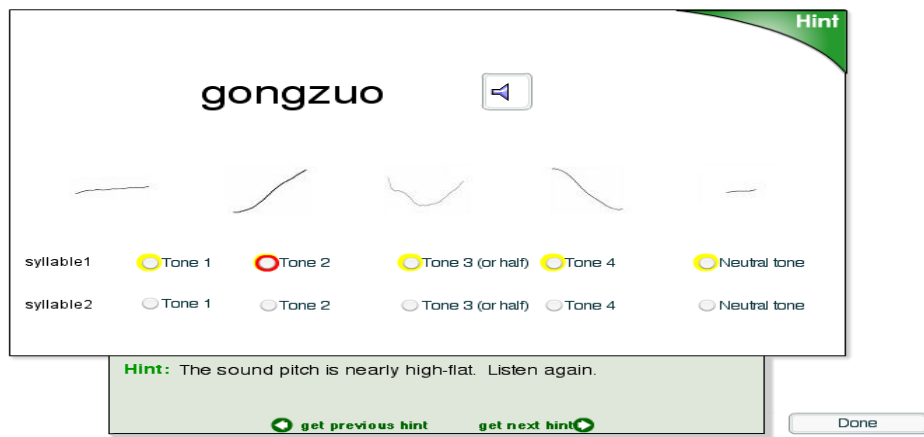 Hint
gongzuo
syllable1 Tone 1 Tone 2 Tone 3 (or half) Tone 4 Neutral tone
syllable2 Tone 1 Tone 2 Tone 3 (or half) Tone 4 Neutral tone
Hint: The sound pitch is nearly high-flat. Listen again.
get previous hint get next hint
Done